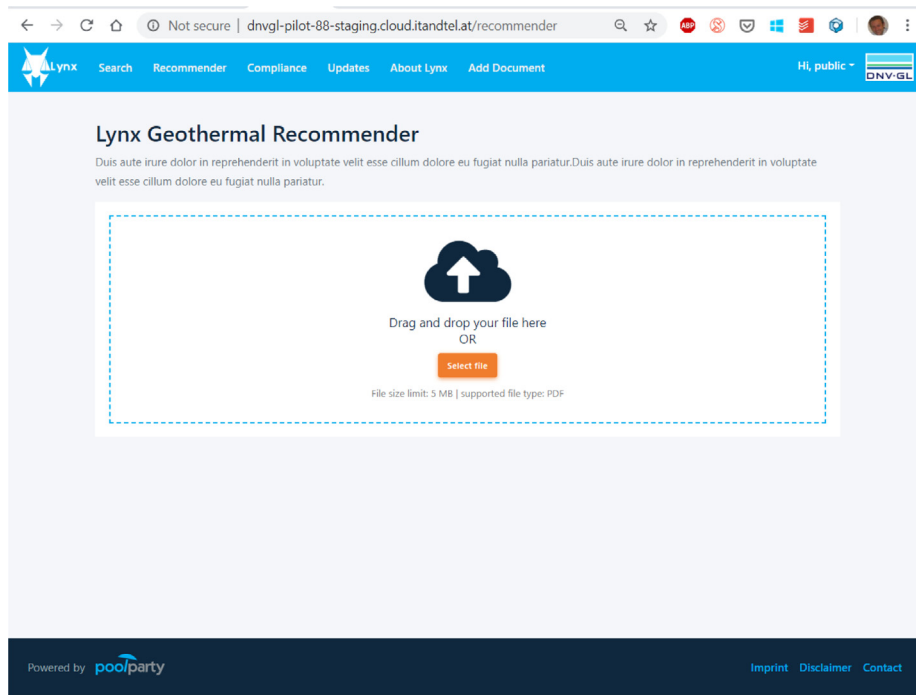 Not secure | dnvgl-pilot-88-staging.cloud.itandtel.at/recommender
ABP
Lynx Search Recommender Compliance Updates About Lynx Add Document Hi, public
DNV·GL
Lynx Geothermal Recommender
Duis aute irure dolor in reprehenderit in voluptate velit esse cillum dolore eu fugiat nulla pariatur.Duis aute irure dolor in reprehenderit in voluptate
velit esse cillum dolore eu fugiat nulla pariatur.
Drag and drop your file here
OR
Select file
File size limit: 5 MB | supported file type: PDF
Powered by poolparty Imprint Disclaimer Contact